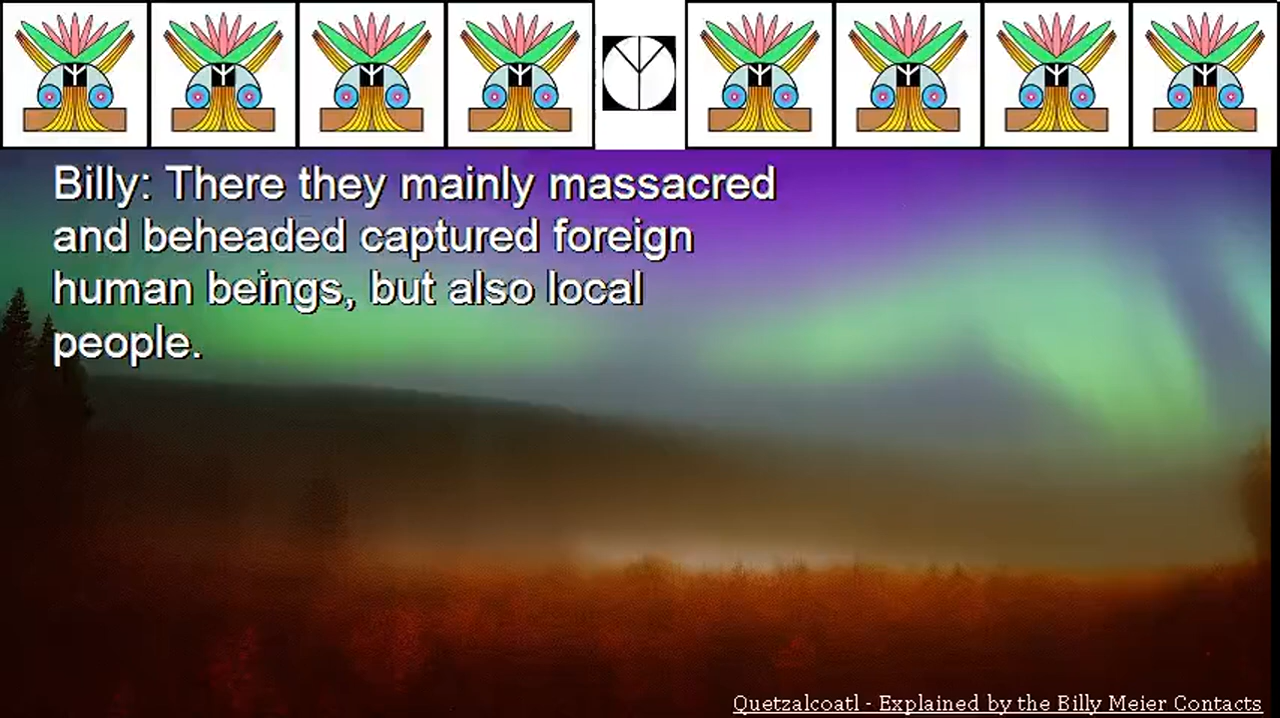 Billy: There they mainly massacred
and beheaded captured foreign
human beings, but also local
people.
Quetzalcoatl - Explained by the Billy Meier Contacts